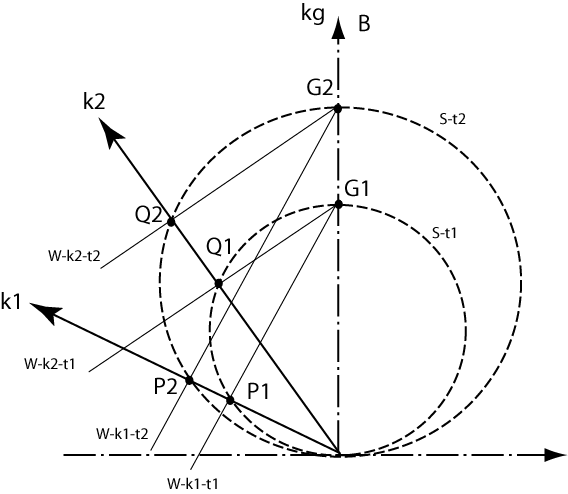 kg
B
G2
k2
S-t2
G1
Q2
Q1
S-t1
W-k2-t2
k1
W-k2-t1
P2
P1
W-k1-t2
W-k1-t1